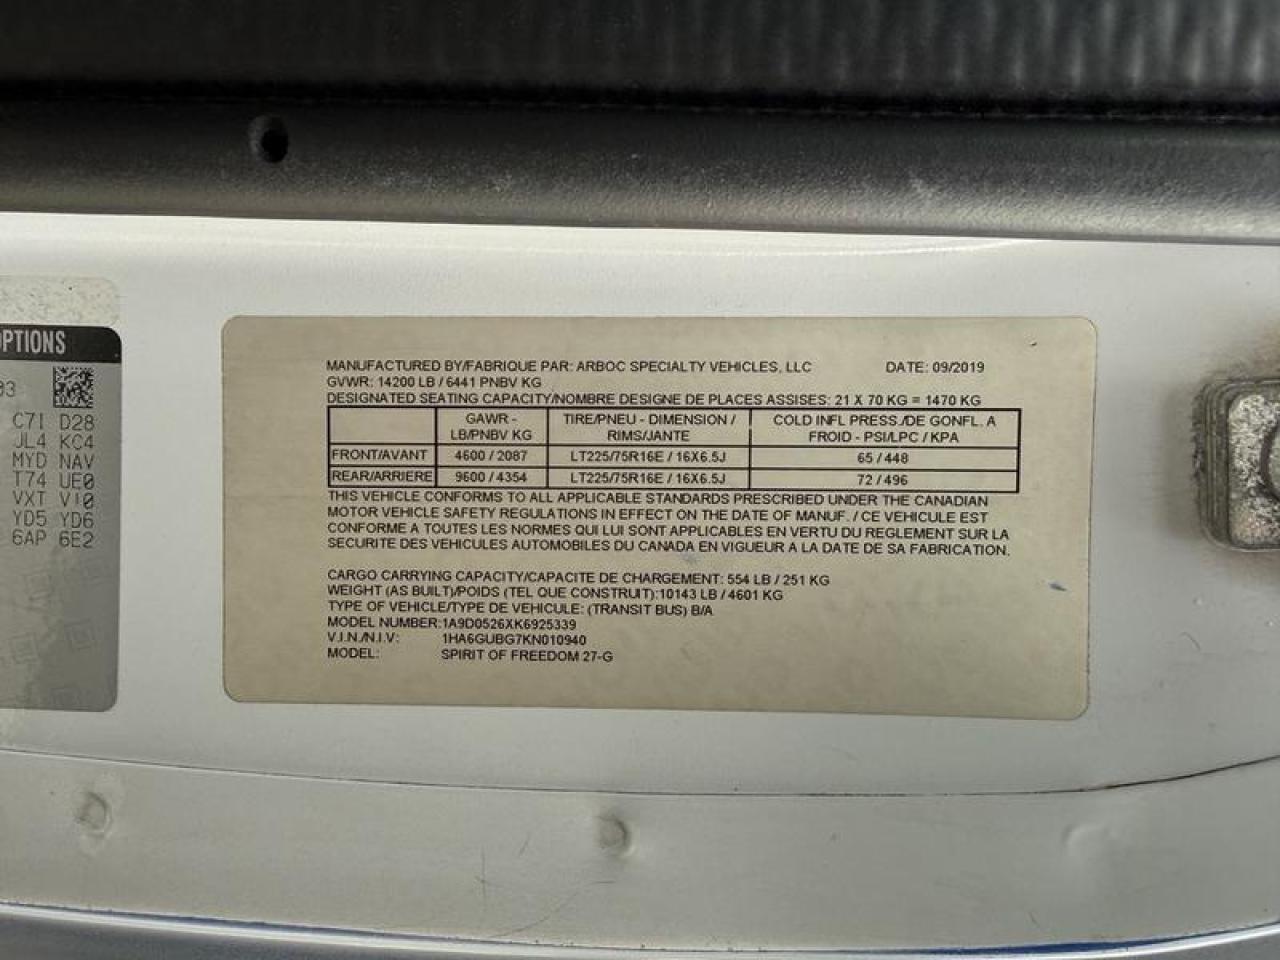 OPTIONS
C7I D28
JL4 KC4
MYD NAV
T74 UE0
VXT V10
YD5 YD6
6AP 6E2
MANUFACTURED BY/FABRIQUE PAR: ARBOC SPECIALTY VEHICLES, LLC DATE: 09/2019
GVWR: 14200 LB / 6441 PNBV KG
DESIGNATED SEATING CAPACITY/NOMBRE DESIGNE DE PLACES ASSISES: 21 X 70 KG = 1470 KG
GAWR - LB/PNBV KG TIRE/PNEU - DIMENSION / RIMS/JANTE COLD INFL PRESS./DE GONFL. A FROID - PSI/LPC / KPA
FRONT/AVANT 4600 / 2087 LT225/75R16E / 16X6.5J 65 / 448
REAR/ARRIERE 9600 / 4354 LT225/75R16E / 16X6.5J 72 / 496
THIS VEHICLE CONFORMS TO ALL APPLICABLE STANDARDS PRESCRIBED UNDER THE CANADIAN
MOTOR VEHICLE SAFETY REGULATIONS IN EFFECT ON THE DATE OF MANUF. / CE VEHICULE EST
CONFORME A TOUTES LES NORMES QUI LUI SONT APPLICABLES EN VERTU DU REGLEMENT SUR LA
SECURITE DES VEHICULES AUTOMOBILES DU CANADA EN VIGUEUR A LA DATE DE SA FABRICATION.
CARGO CARRYING CAPACITY/CAPACITE DE CHARGEMENT: 554 LB / 251 KG
WEIGHT (AS BUILT)/POIDS (TEL QUE CONSTRUIT):10143 LB / 4601 KG
TYPE OF VEHICLE/TYPE DE VEHICULE: (TRANSIT BUS) B/A
MODEL NUMBER:1A9D0526XK6925339
V.I.N./N.I.V: 1HA6GUBG7KN010940
MODEL: SPIRIT OF FREEDOM 27-G